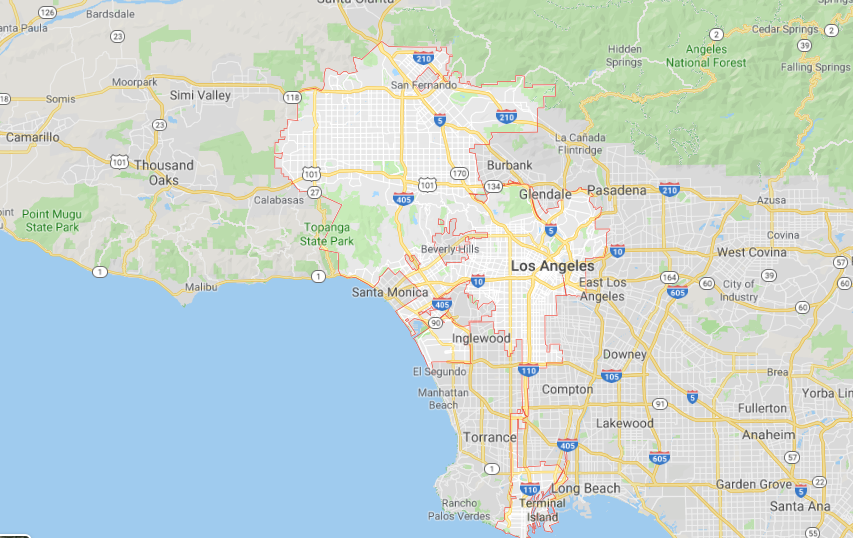 Santa Clarita
Bardsdale
126
Santa Paula
23
Hidden
Springs
2
Angeles
National Forest
Cedar Springs
2
39
Falling Springs
210
San Fernando
Moorpark
Simi Valley
118
18
Somis
5
210
Camarillo
23
101
Thousand
Oaks
La Cañada
Flintridge
Burbank
101
170
27
101
134
405
Glendale
Pasadena
210
Azusa
Calabasas
Point Mugu
State Park
Topanga
State Park
5
Covina
Beverly Hills
10
West Covina
57
Los Angeles
1
1
Malibu
Santa Monica
10
East Los
Angeles
164
605
39
60
City of
Industry
60
60
405
90
Inglewood
Downey
El Segundo
110
105
Brea
Manhattan
Beach
Compton
5
Yorba Lin
91
Fullerton
Lakewood
Torrance
405
Anaheim
57
605
1
110
Long Beach
Garden Grove
22
5
Rancho
Palos Verdes
Terminal
Island
Santa Ana
55